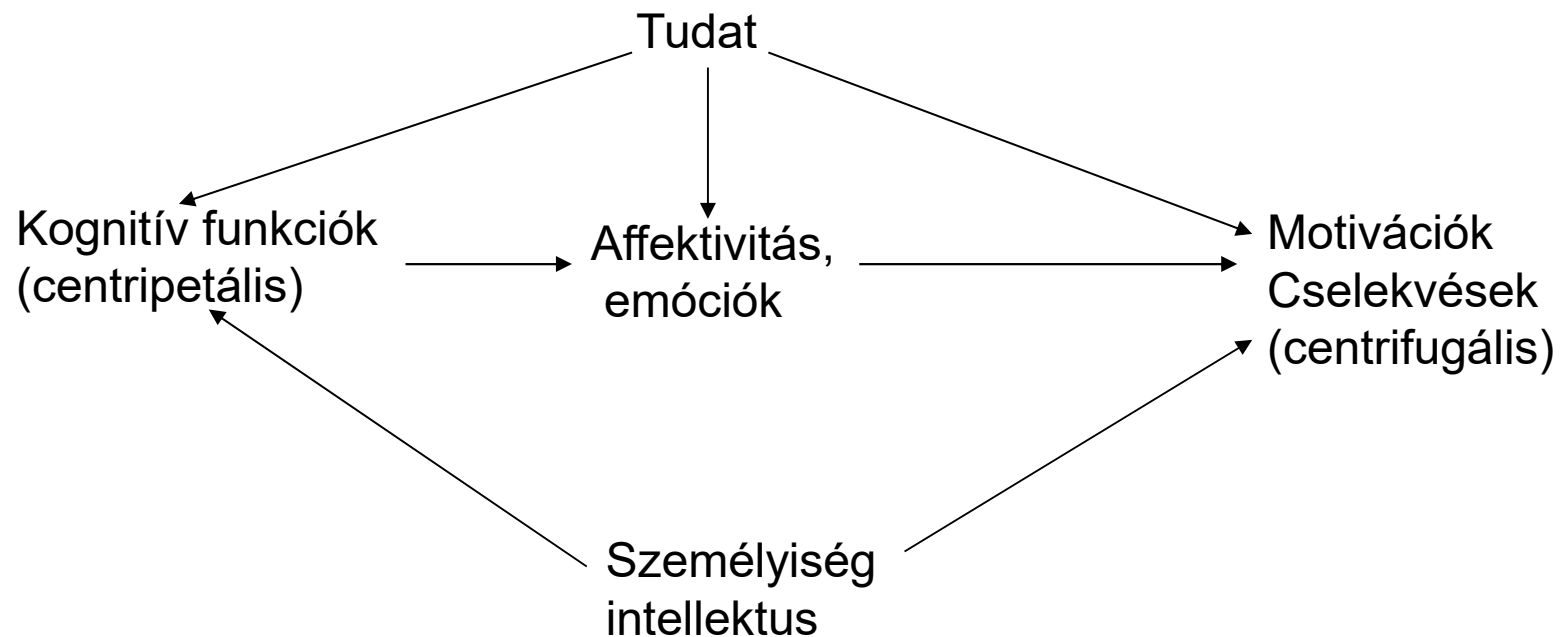 Tudat
Kognitív funkciók
(centripetális)
Affektivitás,
emóciók
Motivációk
Cselekvések
(centrifugális)
Személyiség
intellektus